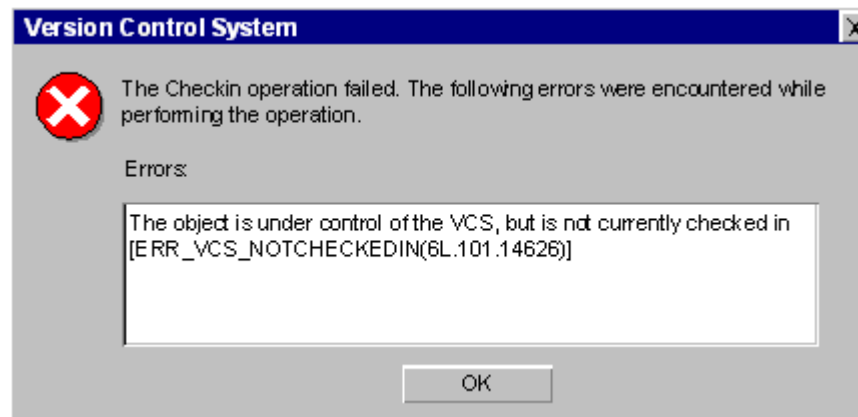 Version Control System
The Checkin operation failed. The following errors were encountered while
performing the operation.
Errors:
The object is under control of the VCS, but is not currently checked in
[ERR_VCS_NOTCHECKEDIN(6L.101.14626)]
OK